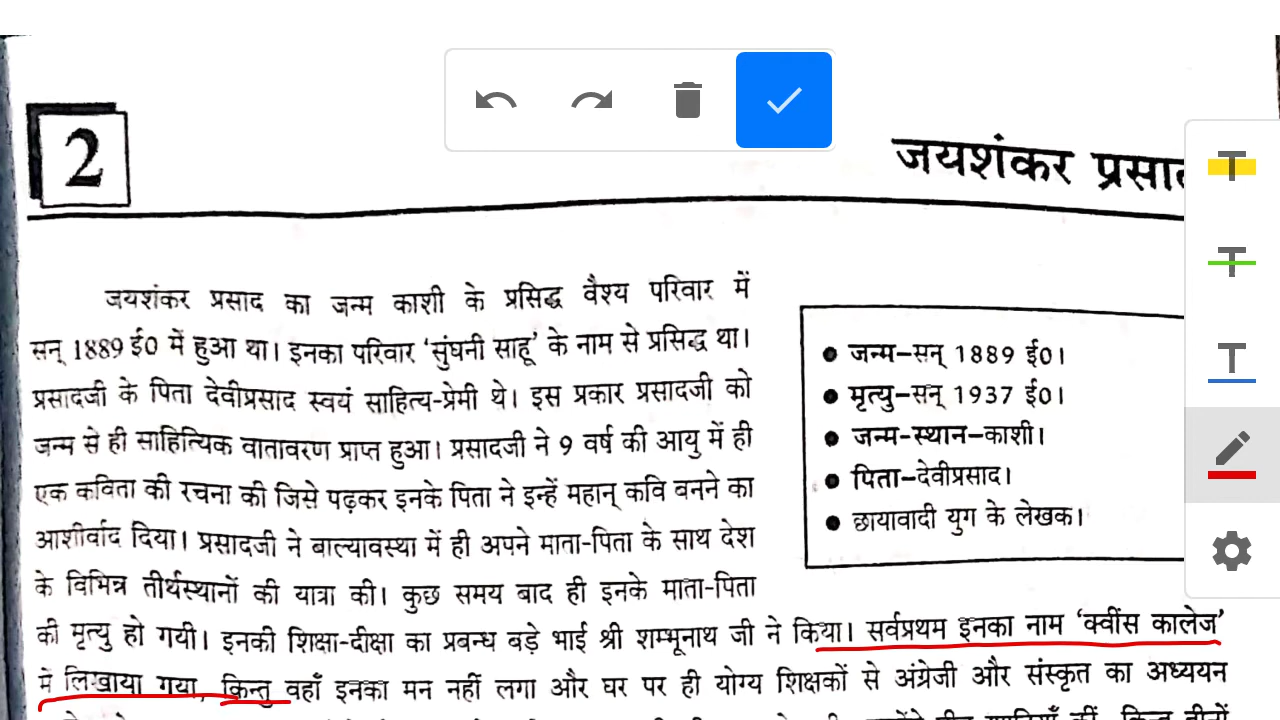 2
जयशंकर
जयशंकर प्रसाद का जन्म काशी के प्रसिद्ध वैश्य परिवार में
सन् 1889 ई0 में हुआ था। इनका परिवार ‘सुंघनी साहू’ के नाम से प्रसिद्ध था।
प्रसादजी के पिता देवीप्रसाद स्वयं साहित्य-प्रेमी थे। इस प्रकार प्रसादजी को
जन्म से ही साहित्यिक वातावरण प्राप्त हुआ। प्रसादजी ने 9 वर्ष की आयु में ही
एक कविता की रचना की जिसे पढ़कर इनके पिता ने इन्हें महान् कवि बनने का
आशीर्वाद दिया। प्रसादजी ने बाल्यावस्था में ही अपने माता-पिता के साथ देश
के विभिन्न तीर्थस्थानों की यात्रा की। कुछ समय बाद ही इनके माता-पिता
जन्म–सन् 1889 ई0।
मृत्यु–सन् 1937 ई0।
जन्म-स्थान–काशी।
पिता–देवीप्रसाद।
छायावादी युग के लेखक।
की मृत्यु हो गयी। इनकी शिक्षा-दीक्षा का प्रबन्ध बड़े भाई श्री शम्भूनाथ जी ने किया। सर्वप्रथम इनका नाम ‘क्वींस कालेज’
में लिखाया गया, किन्तु वहाँ इनका मन नहीं लगा और घर पर ही योग्य शिक्षकों से अंग्रेजी और संस्कृत का अध्ययन